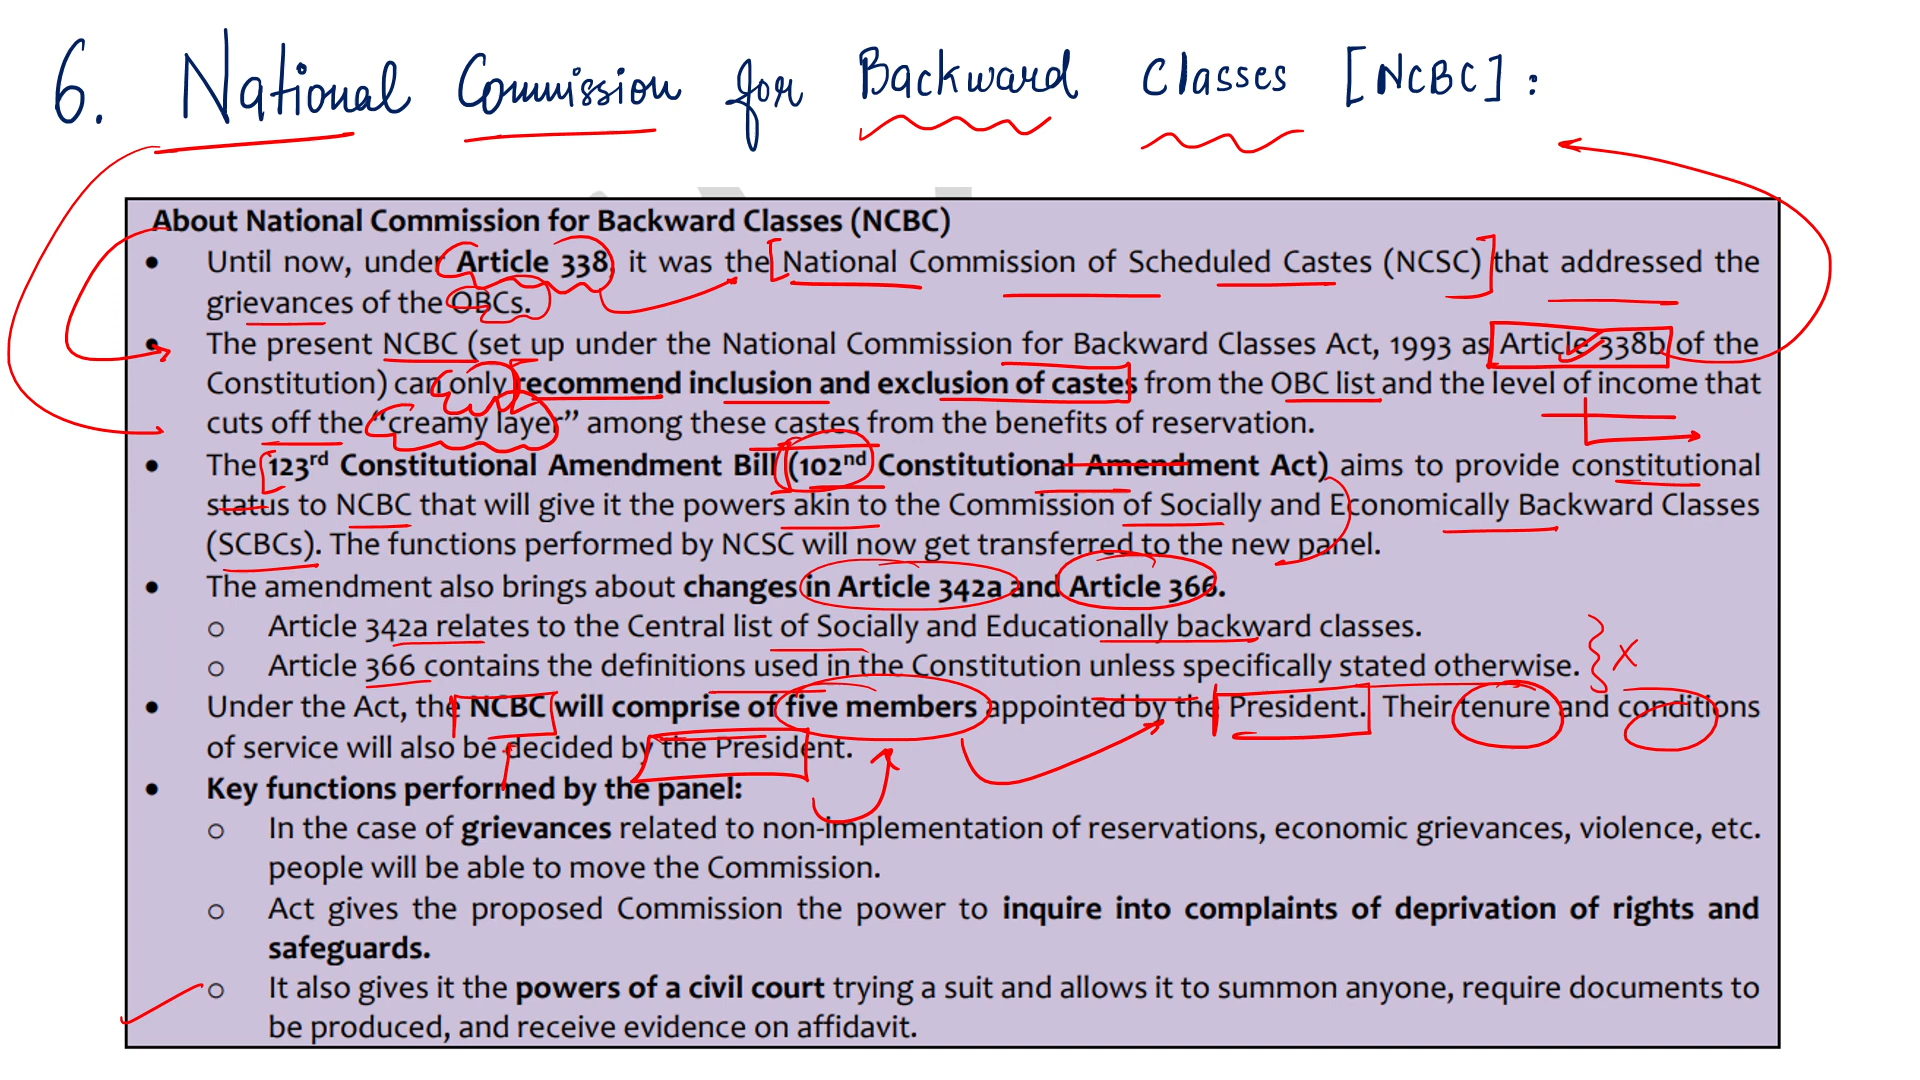 6. National Commission for Backward Classes [NCBC]:
About National Commission for Backward Classes (NCBC)
• Until now, under Article 338, it was the National Commission of Scheduled Castes (NCSC) that addressed the
grievances of the OBCs.
• The present NCBC (set up under the National Commission for Backward Classes Act, 1993 as Article 338b of the
Constitution) can only recommend inclusion and exclusion of castes from the OBC list and the level of income that
cuts off the "creamy layer" among these castes from the benefits of reservation.
• The 123rd Constitutional Amendment Bill (102nd Constitutional Amendment Act) aims to provide constitutional
status to NCBC that will give it the powers akin to the Commission of Socially and Economically Backward Classes
(SCBCs). The functions performed by NCSC will now get transferred to the new panel.
• The amendment also brings about changes in Article 342a and Article 366.
o Article 342a relates to the Central list of Socially and Educationally backward classes.
o Article 366 contains the definitions used in the Constitution unless specifically stated otherwise.
• Under the Act, the NCBC will comprise of five members appointed by the President. Their tenure and conditions
of service will also be decided by the President.
• Key functions performed by the panel:
o In the case of grievances related to non-implementation of reservations, economic grievances, violence, etc.
people will be able to move the Commission.
o Act gives the proposed Commission the power to inquire into complaints of deprivation of rights and
safeguards.
o It also gives it the powers of a civil court trying a suit and allows it to summon anyone, require documents to
be produced, and receive evidence on affidavit.